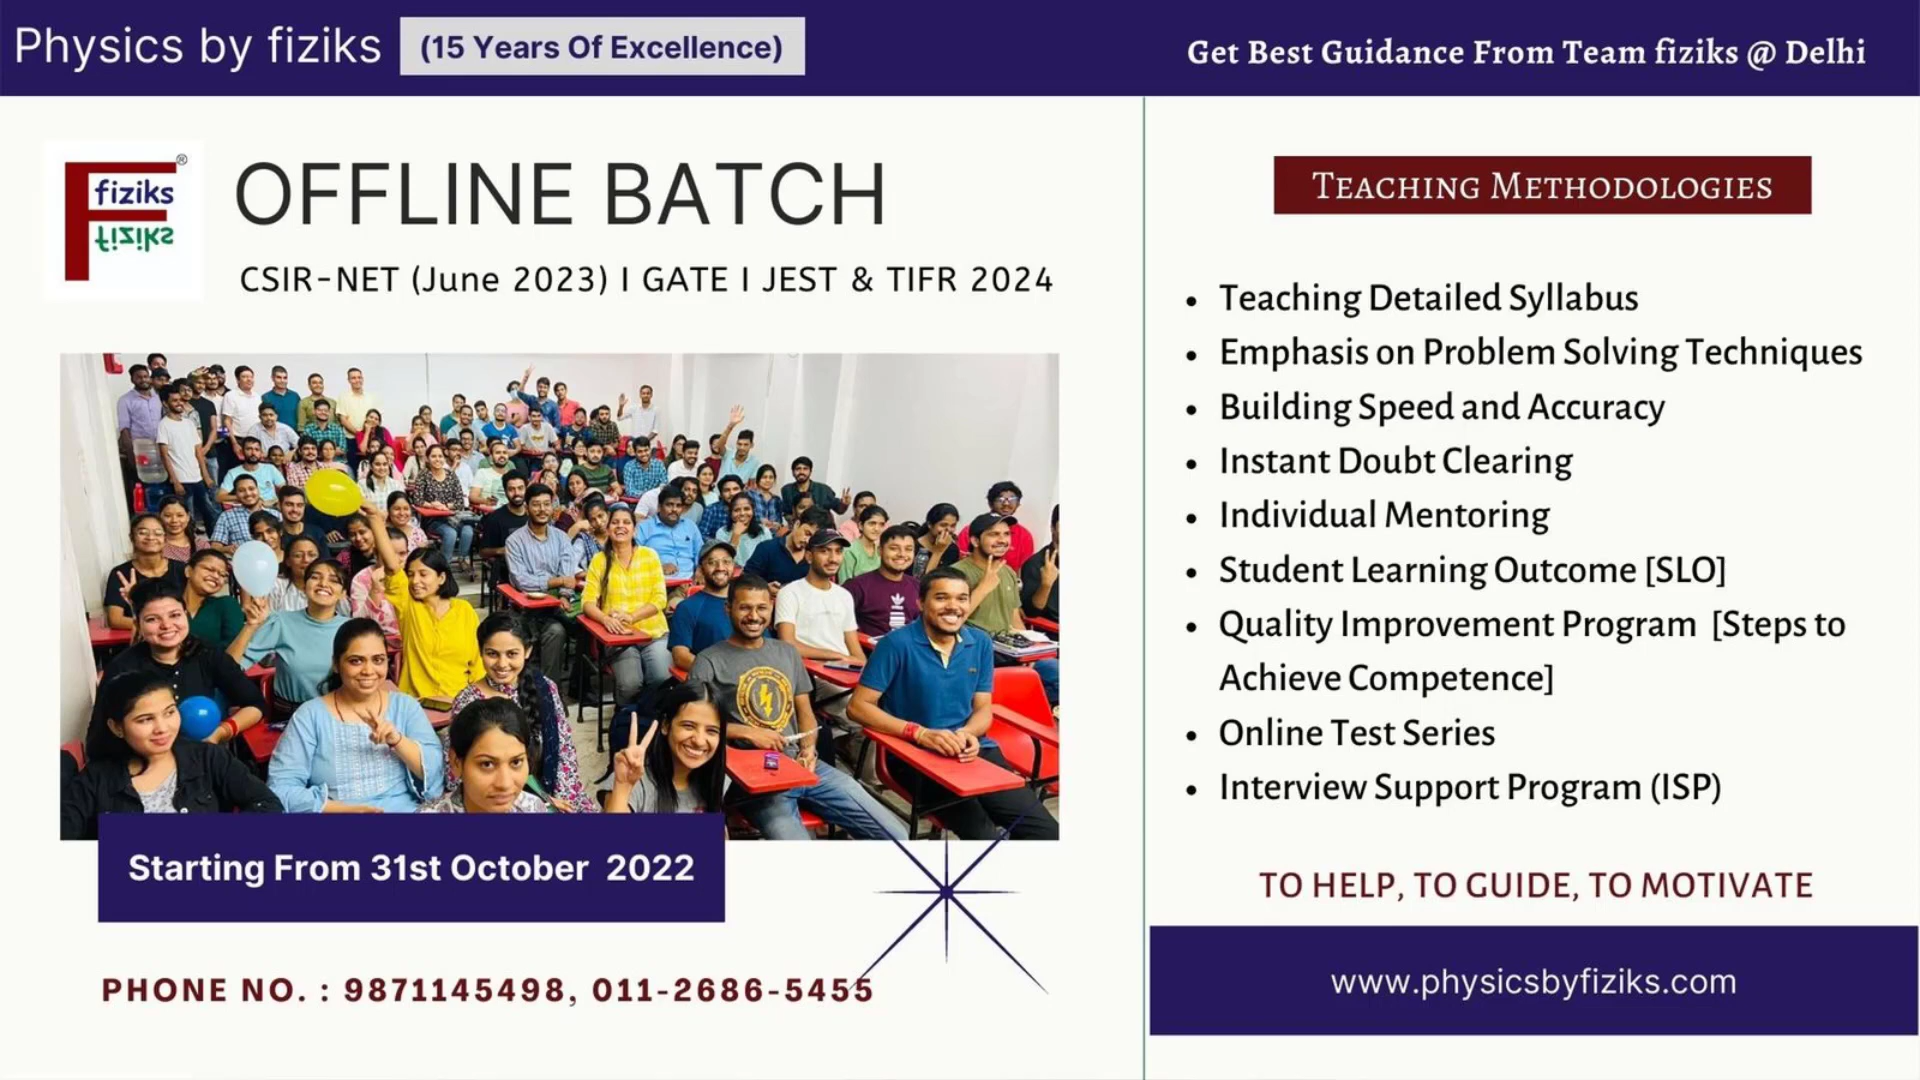 Physics by fiziks
(15 Years Of Excellence)
Get Best Guidance From Team fiziks @ Delhi
fiziks
fiziks
®
OFFLINE BATCH
CSIR-NET (June 2023) I GATE I JEST & TIFR 2024
Starting From 31st October 2022
PHONE NO. : 9871145498, 011-2686-5455
TEACHING METHODOLOGIES
• Teaching Detailed Syllabus
• Emphasis on Problem Solving Techniques
• Building Speed and Accuracy
• Instant Doubt Clearing
• Individual Mentoring
• Student Learning Outcome [SLO]
• Quality Improvement Program [Steps to
Achieve Competence]
• Online Test Series
• Interview Support Program (ISP)
TO HELP, TO GUIDE, TO MOTIVATE
www.physicsbyfiziks.com